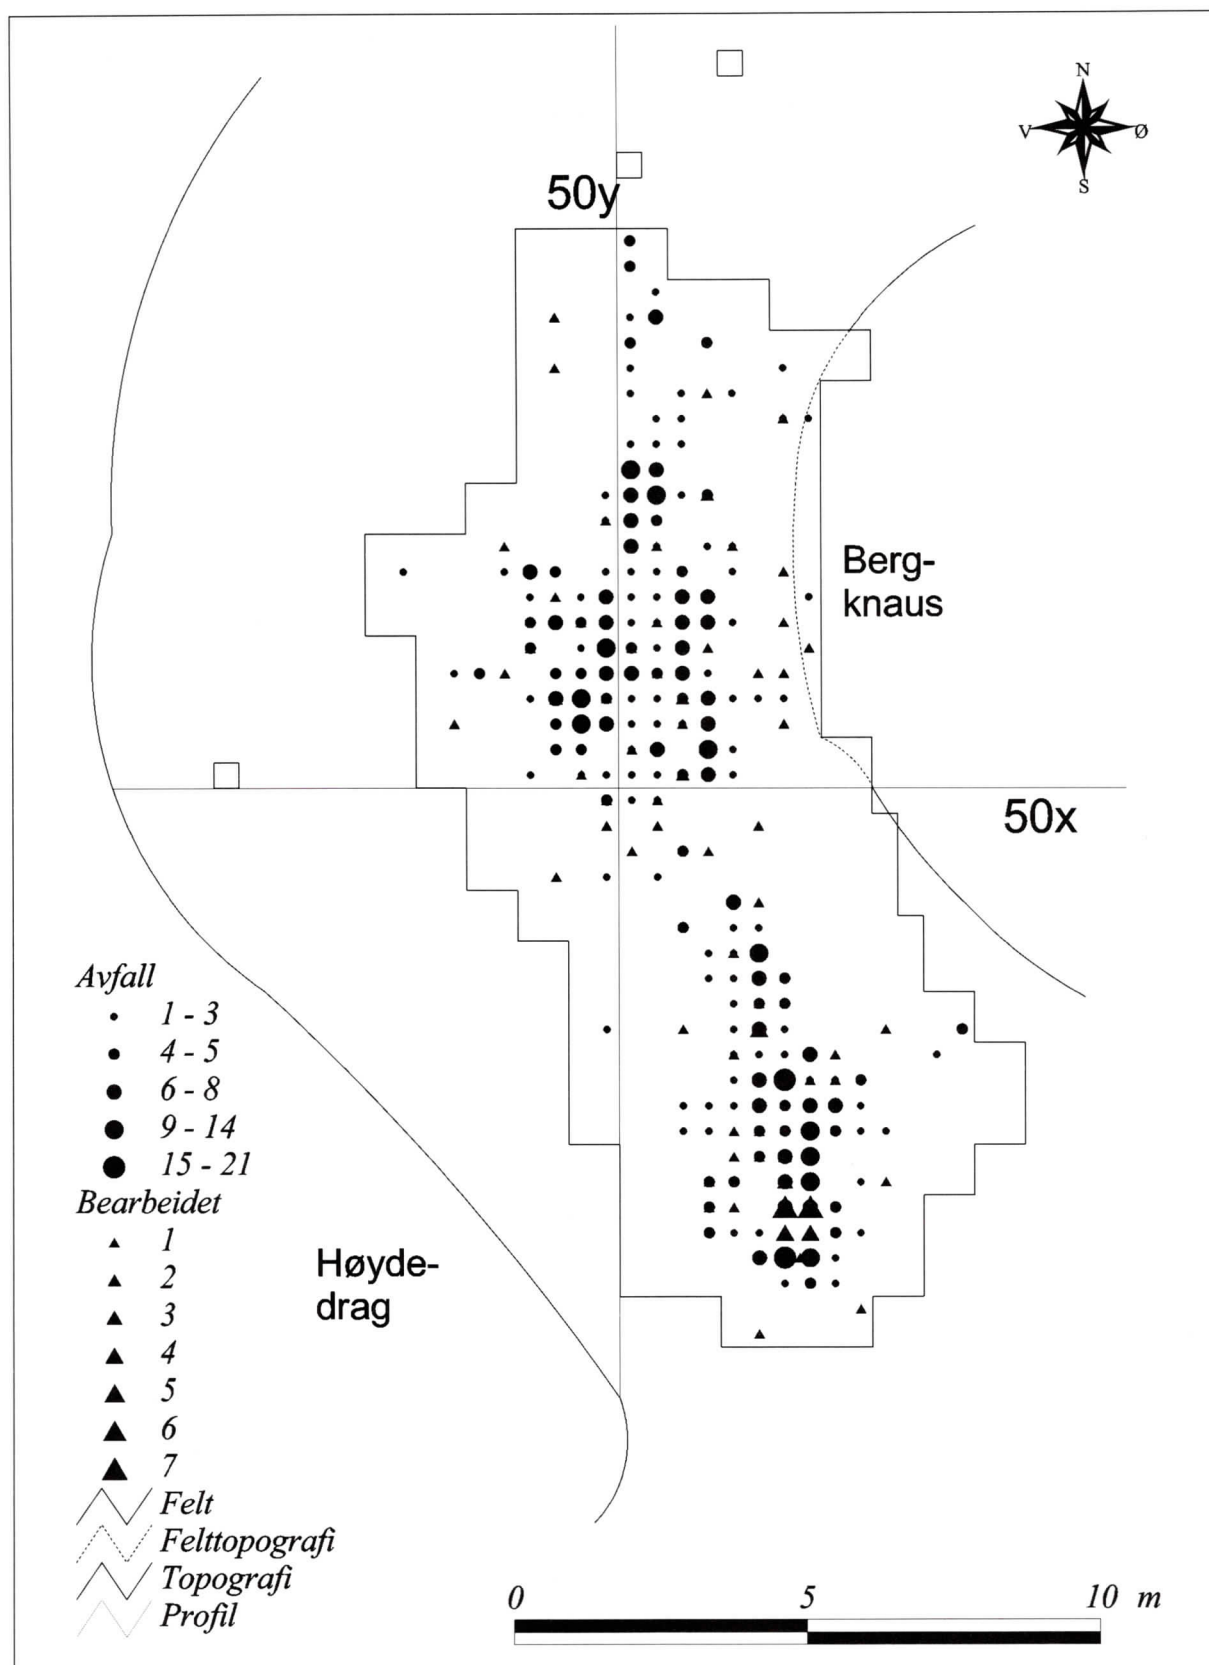 N
V Ø
S
50y
Berg-
knaus
50x
Avfall
1 - 3
4 - 5
6 - 8
9 - 14
15 - 21
Bearbeidet
1
2
3
4
5
6
7
Felt
Felttopografi
Topografi
Profil
Høyde-
drag
0 5 10 m